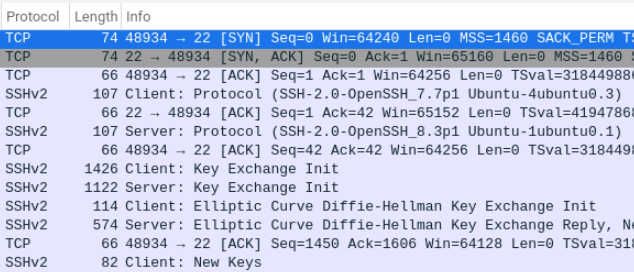 Protocol Length Info
TCP 74 48934 → 22 [SYN] Seq=0 Win=64240 Len=0 MSS=1460 SACK_PERM
TCP 74 22 → 48934 [SYN, ACK] Seq=0 Ack=1 Win=65160 Len=0 MSS=1460
TCP 66 48934 → 22 [ACK] Seq=1 Ack=1 Win=64256 Len=0 TSval=318449886
SSHv2 107 Client: Protocol (SSH-2.0-OpenSSH_7.7p1 Ubuntu-4ubuntu0.3)
TCP 66 22 → 48934 [ACK] Seq=1 Ack=42 Win=65152 Len=0 TSval=41947868
SSHv2 107 Server: Protocol (SSH-2.0-OpenSSH_8.3p1 Ubuntu-1ubuntu0.1)
TCP 66 48934 → 22 [ACK] Seq=42 Ack=42 Win=64256 Len=0 TSval=3184498
SSHv2 1426 Client: Key Exchange Init
SSHv2 1122 Server: Key Exchange Init
SSHv2 114 Client: Elliptic Curve Diffie-Hellman Key Exchange Init
SSHv2 574 Server: Elliptic Curve Diffie-Hellman Key Exchange Reply,
TCP 66 48934 → 22 [ACK] Seq=1450 Ack=1606 Win=64128 Len=0
SSHv2 82 Client: New Keys